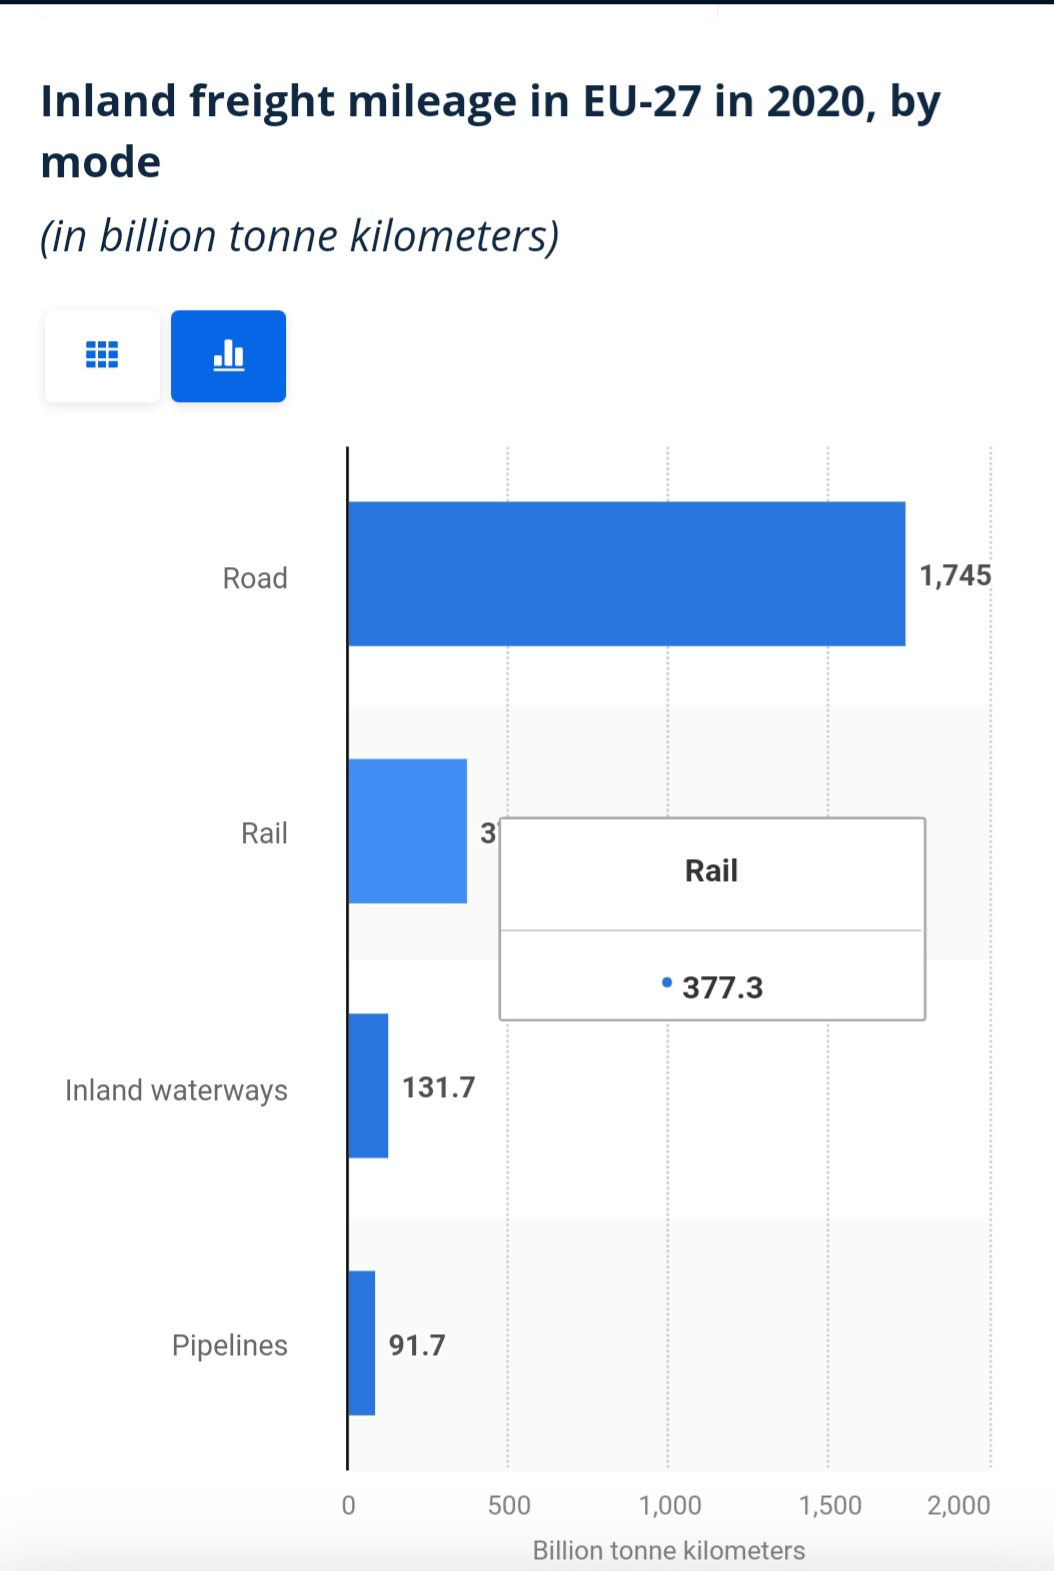 Inland freight mileage in EU-27 in 2020, by
mode
(in billion tonne kilometers)
Road
1,745
Rail
Rail
377.3
Inland waterways
131.7
Pipelines
91.7
0
500
1,000
1,500
2,000
Billion tonne kilometers